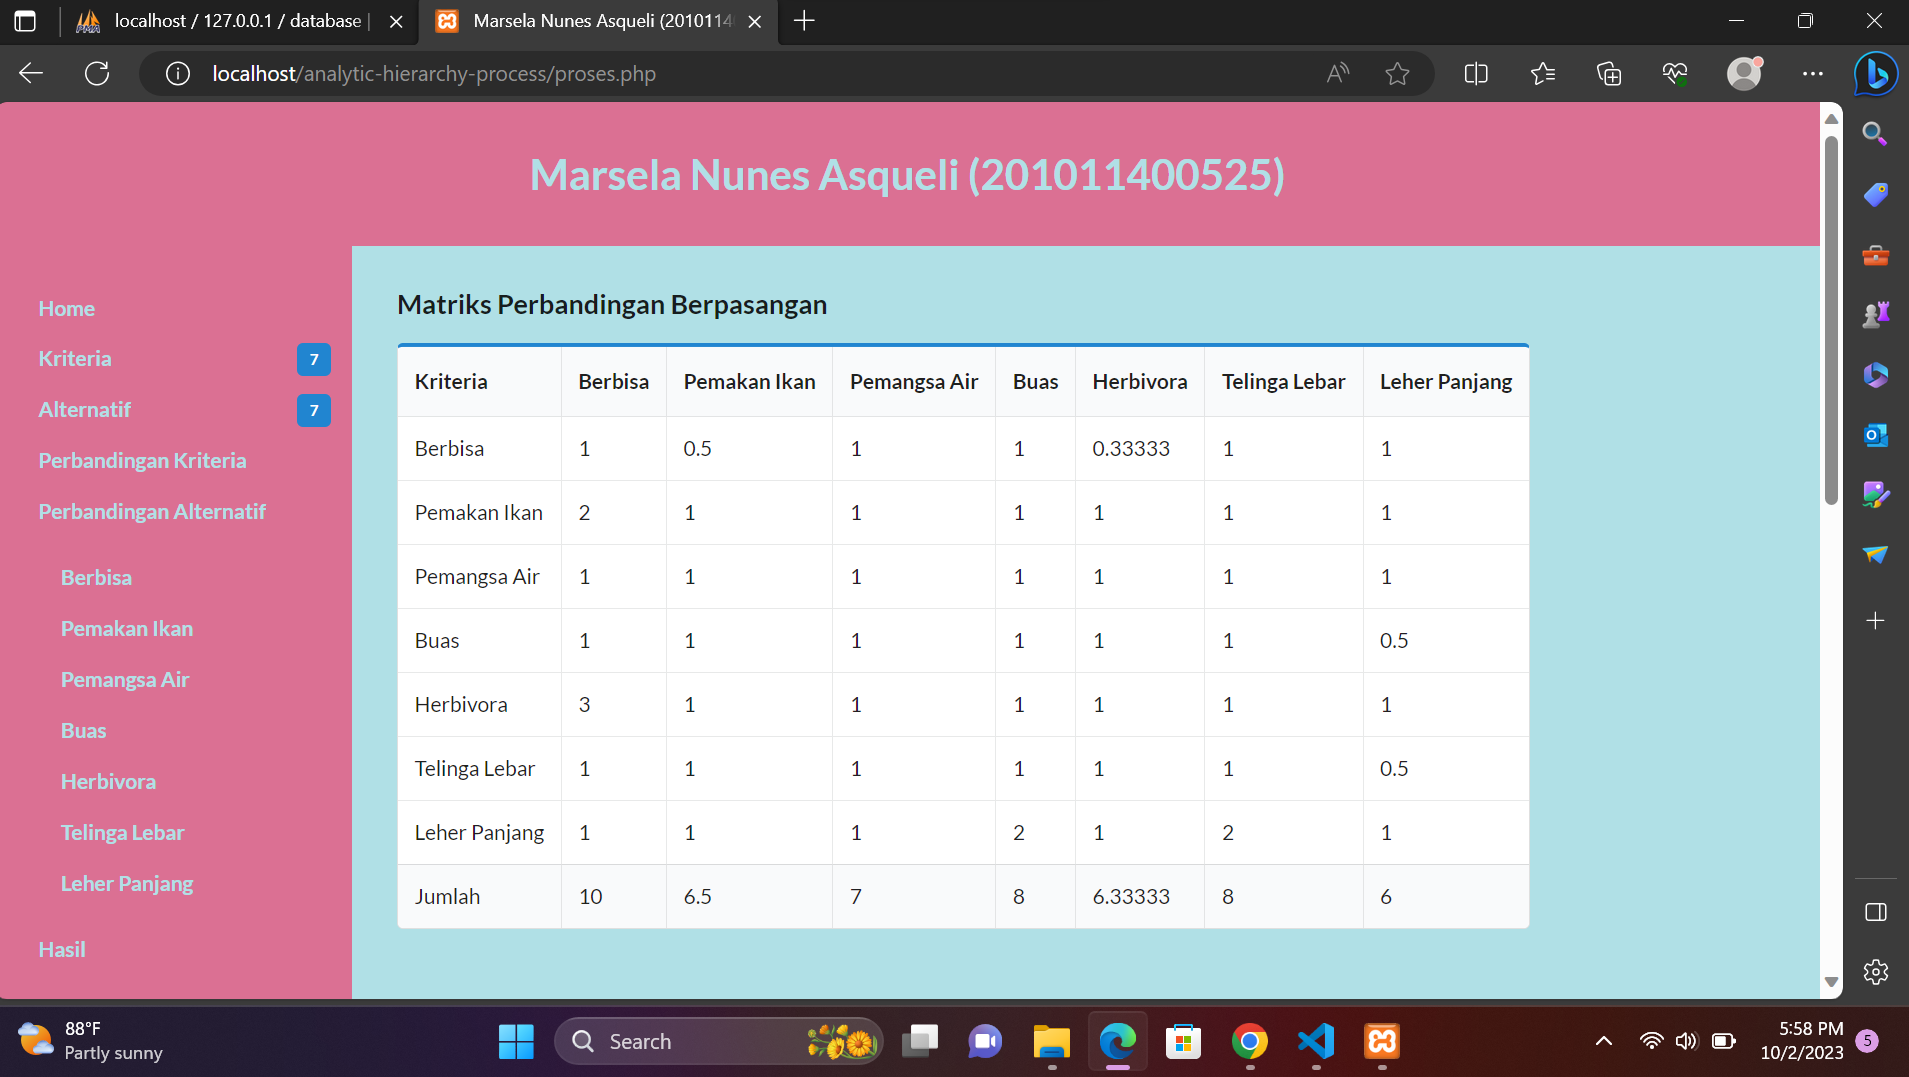 localhost / 127.0.0.1 / database |
Marsela Nunes Asqueli (2010114
localhost/analytic-hierarchy-process/proses.php
Marsela Nunes Asqueli (201011400525)
Home
Kriteria 7
Alternatif 7
Perbandingan Kriteria
Perbandingan Alternatif
Berbisa
Pemakan Ikan
Pemangsa Air
Buas
Herbivora
Telinga Lebar
Leher Panjang
Hasil
Matriks Perbandingan Berpasangan
Kriteria Berbisa Pemakan Ikan Pemangsa Air Buas Herbivora Telinga Lebar Leher Panjang
Berbisa 1 0.5 1 1 0.33333 1 1
Pemakan Ikan 2 1 1 1 1 1 1
Pemangsa Air 1 1 1 1 1 1 1
Buas 1 1 1 1 1 1 0.5
Herbivora 3 1 1 1 1 1 1
Telinga Lebar 1 1 1 1 1 1 0.5
Leher Panjang 1 1 1 2 1 2 1
Jumlah 10 6.5 7 8 6.33333 8 6
88°F
Partly sunny
Search
5:58 PM
10/2/2023
5